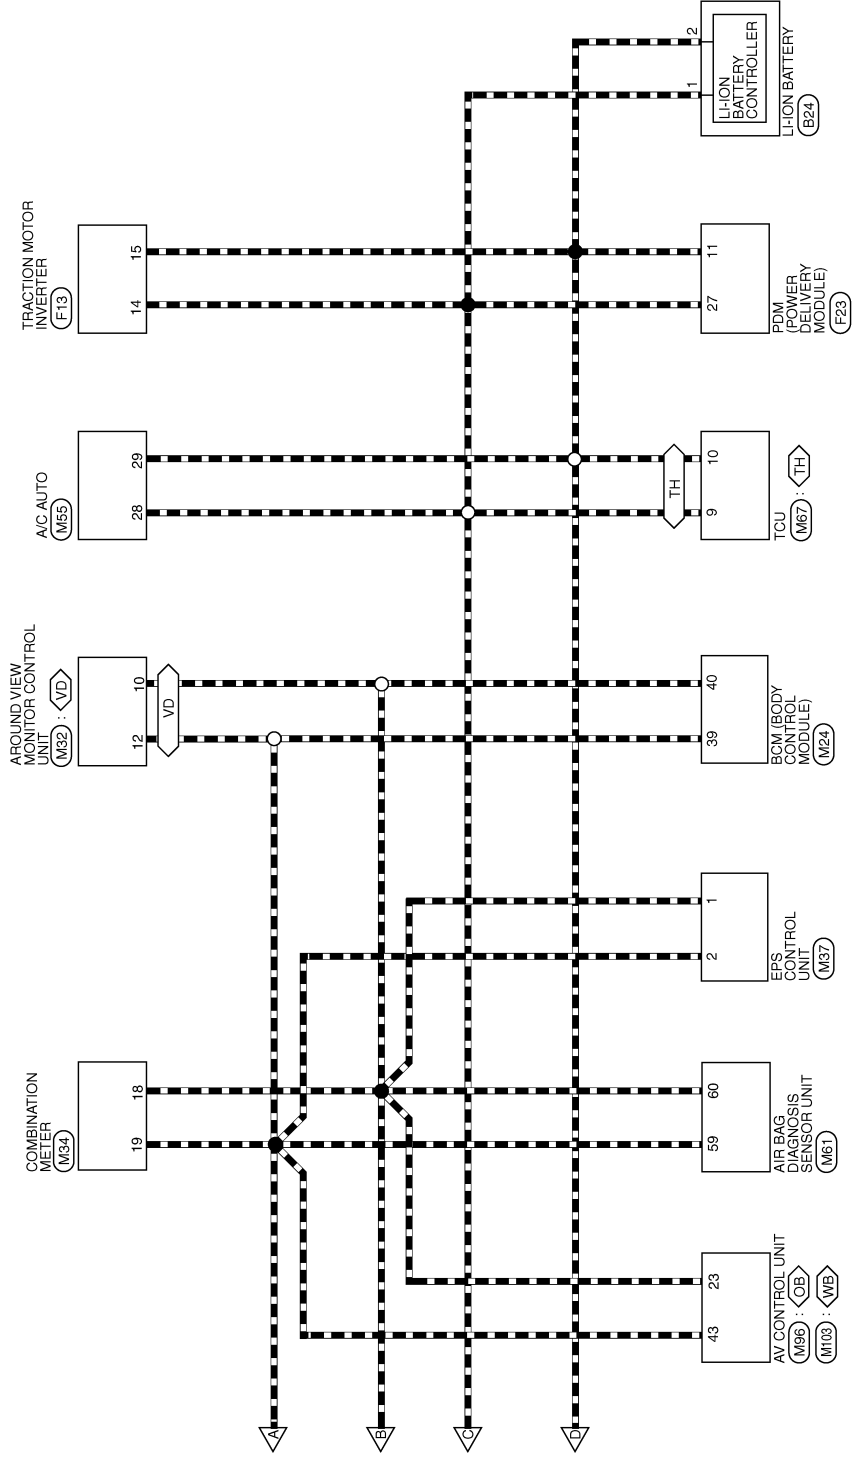 TRACTION MOTOR
INVERTER
F13
14
15
A/C AUTO
M55
28
29
AROUND VIEW
MONITOR CONTROL
UNIT
M32 : VD
12
10
VD
COMBINATION
METER
M34
19
18
LI-ION
BATTERY
CONTROLLER
1
2
LI-ION BATTERY
B24
27
11
PDM
(POWER
DELIVERY
MODULE)
F23
TH
9
10
TCU
M67 : TH
39
40
BCM (BODY
CONTROL
MODULE)
M24
2
1
EPS
CONTROL
UNIT
M37
59
60
AIR BAG
DIAGNOSIS
SENSOR UNIT
M61
43
23
AV CONTROL UNIT
M96 : OB
M103 : WB
A
B
C
D